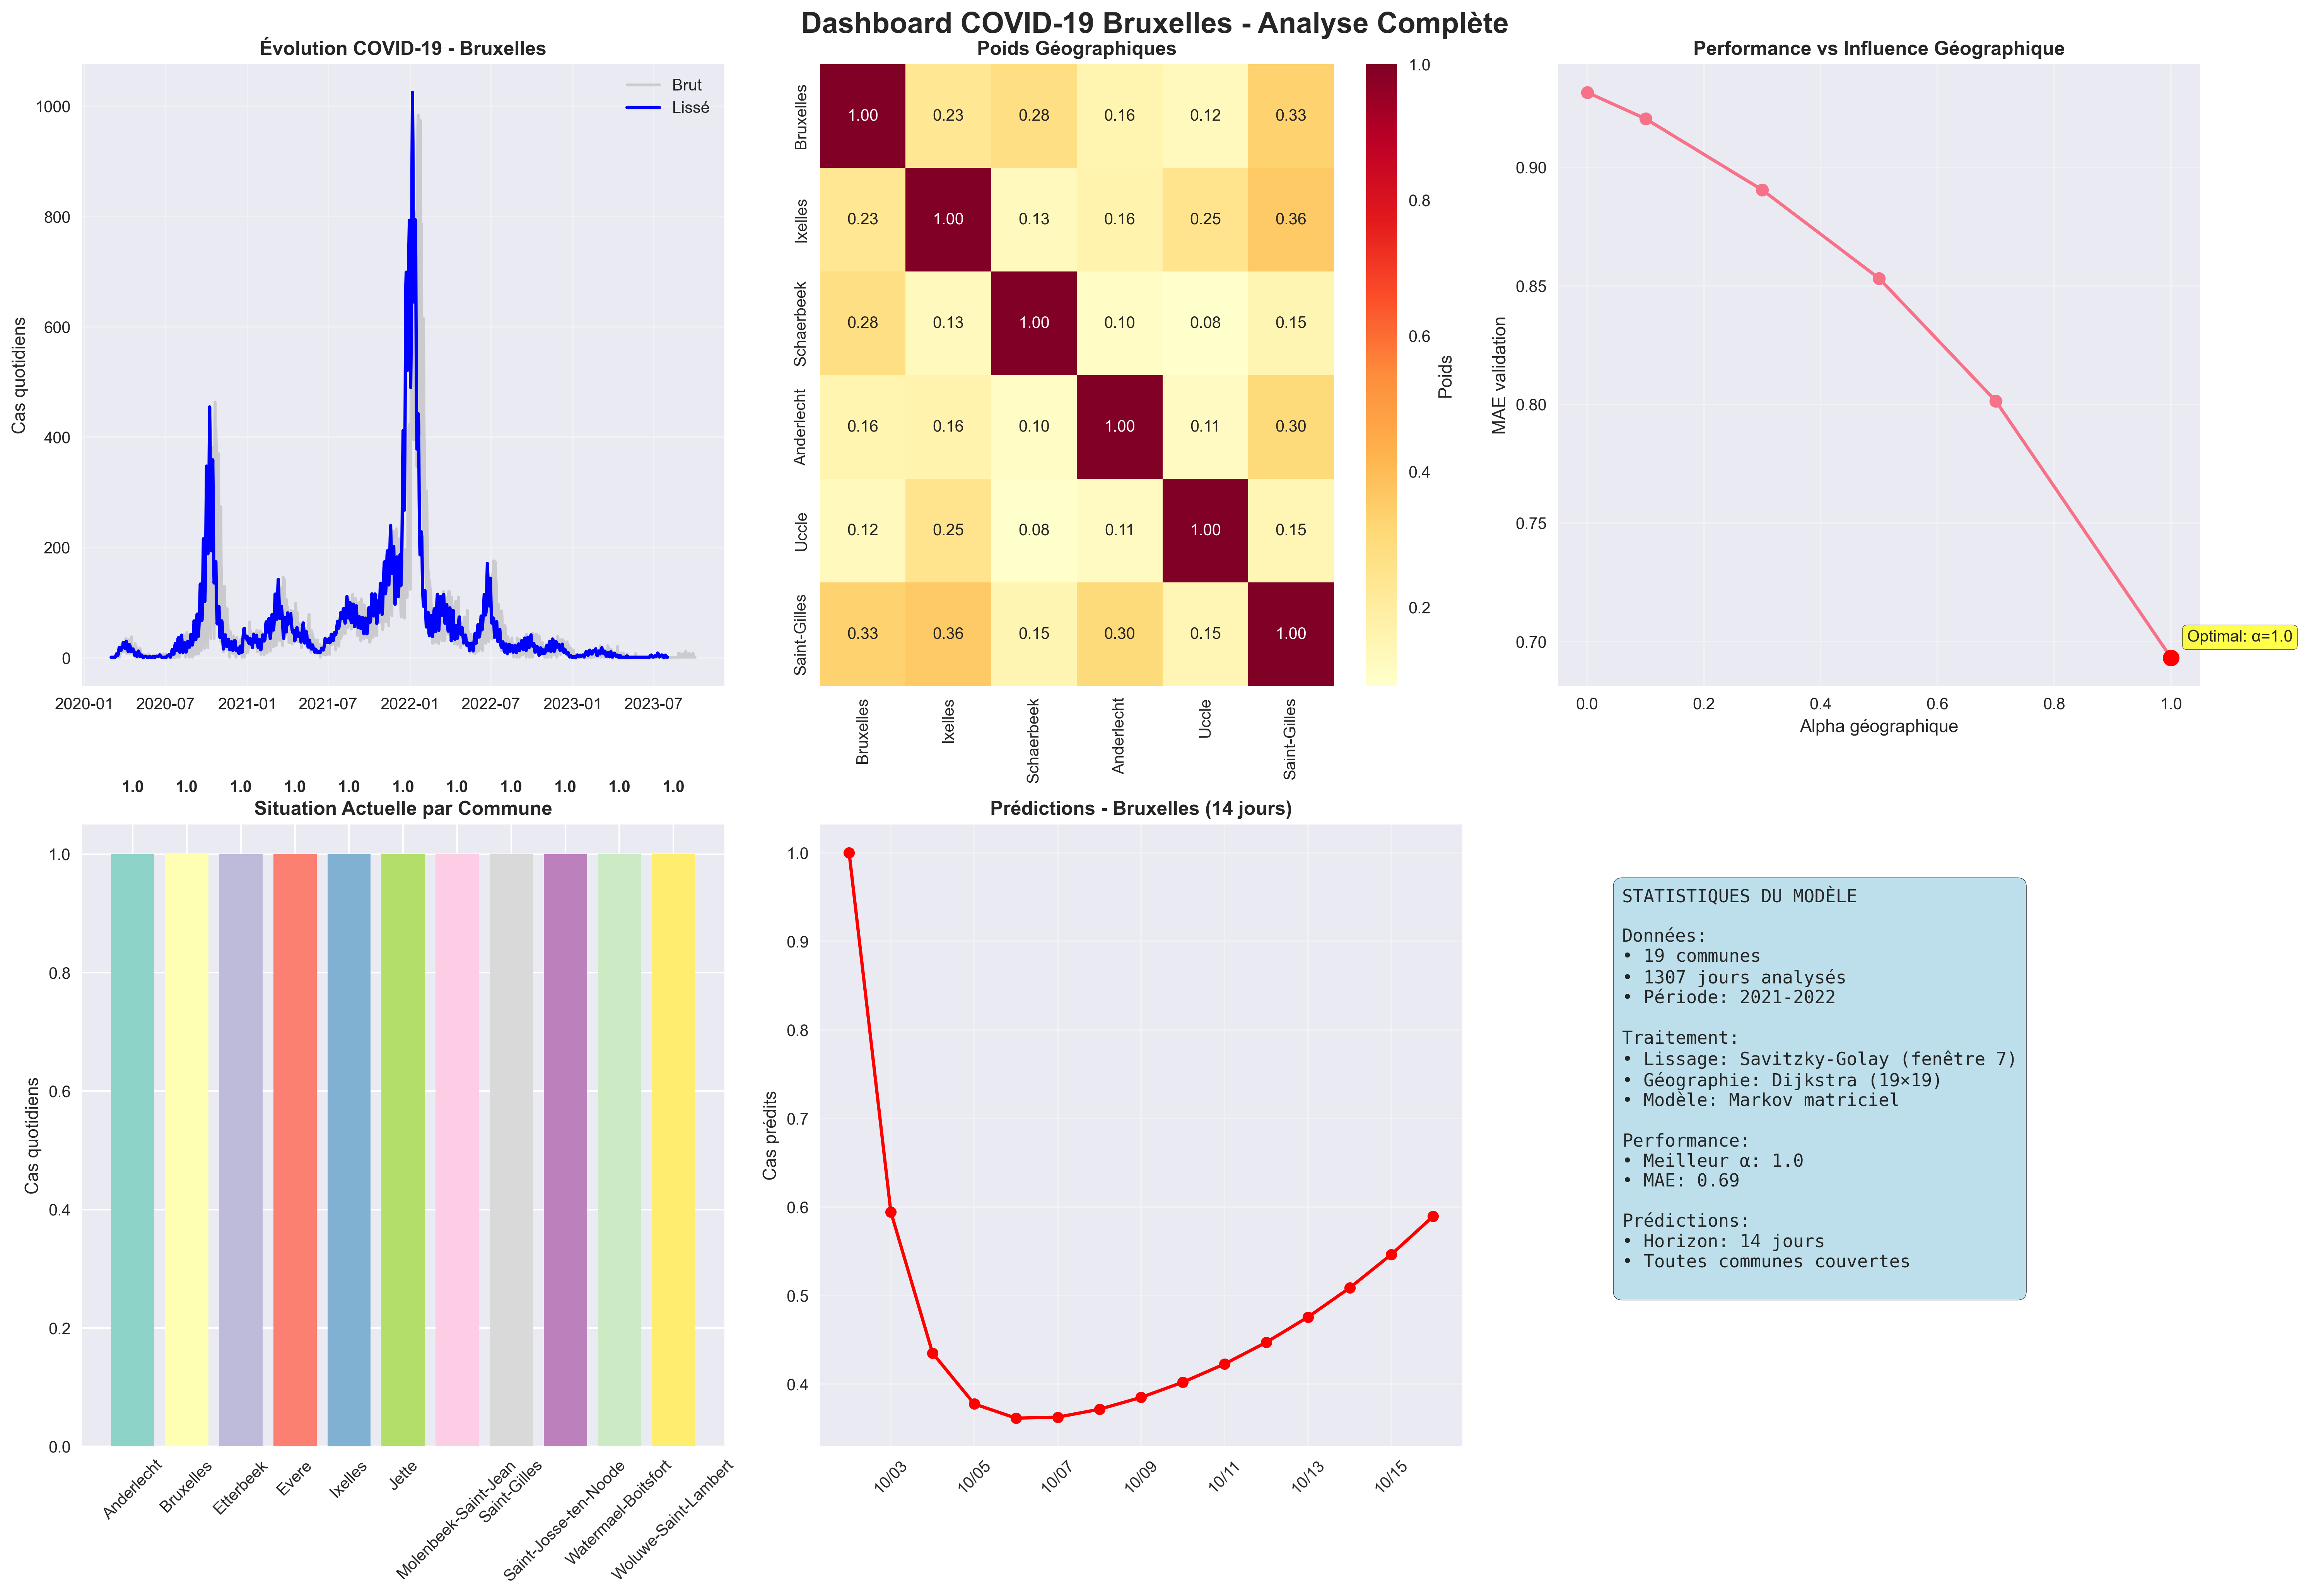 Dashboard COVID-19 Bruxelles - Analyse Complète
Évolution COVID-19 - Bruxelles
Brut
Lissé
Cas quotidiens
1000
800
600
400
200
0
2020-01 2020-07 2021-01 2021-07 2022-01 2022-07 2023-01 2023-07
Poids Géographiques
Bruxelles 1.00 0.23 0.28 0.16 0.12 0.33
Ixelles 0.23 1.00 0.13 0.16 0.25 0.36
Schaerbeek 0.28 0.13 1.00 0.10 0.08 0.15
Anderlecht 0.16 0.16 0.10 1.00 0.11 0.30
Uccle 0.12 0.25 0.08 0.11 1.00 0.15
Saint-Gilles 0.33 0.36 0.15 0.30 0.15 1.00
Bruxelles Ixelles Schaerbeek Anderlecht Uccle Saint-Gilles
1.0
0.8
0.6
0.4
0.2
Poids
Performance vs Influence Géographique
MAE validation
0.90
0.85
0.80
0.75
0.70
Optimal: α=1.0
0.0 0.2 0.4 0.6 0.8 1.0
Alpha géographique
1.0 1.0 1.0 1.0 1.0 1.0 1.0 1.0 1.0 1.0 1.0
Situation Actuelle par Commune
Cas quotidiens
1.0
0.8
0.6
0.4
0.2
0.0
Anderlecht
Bruxelles
Etterbeek
Evere
Ixelles
Jette
Molenbeek-Saint-Jean
Saint-Gilles
Saint-Josse-ten-Noode
Watermael-Boitsfort
Woluwe-Saint-Lambert
Prédictions - Bruxelles (14 jours)
Cas prédits
1.0
0.9
0.8
0.7
0.6
0.5
0.4
10/03 10/05 10/07 10/09 10/11 10/13 10/15
STATISTIQUES DU MODÈLE
Données:
• 19 communes
• 1307 jours analysés
• Période: 2021-2022
Traitement:
• Lissage: Savitzky-Golay (fenêtre 7)
• Géographie: Dijkstra (19×19)
• Modèle: Markov matriciel
Performance:
• Meilleur α: 1.0
• MAE: 0.69
Prédictions:
• Horizon: 14 jours
• Toutes communes couvertes